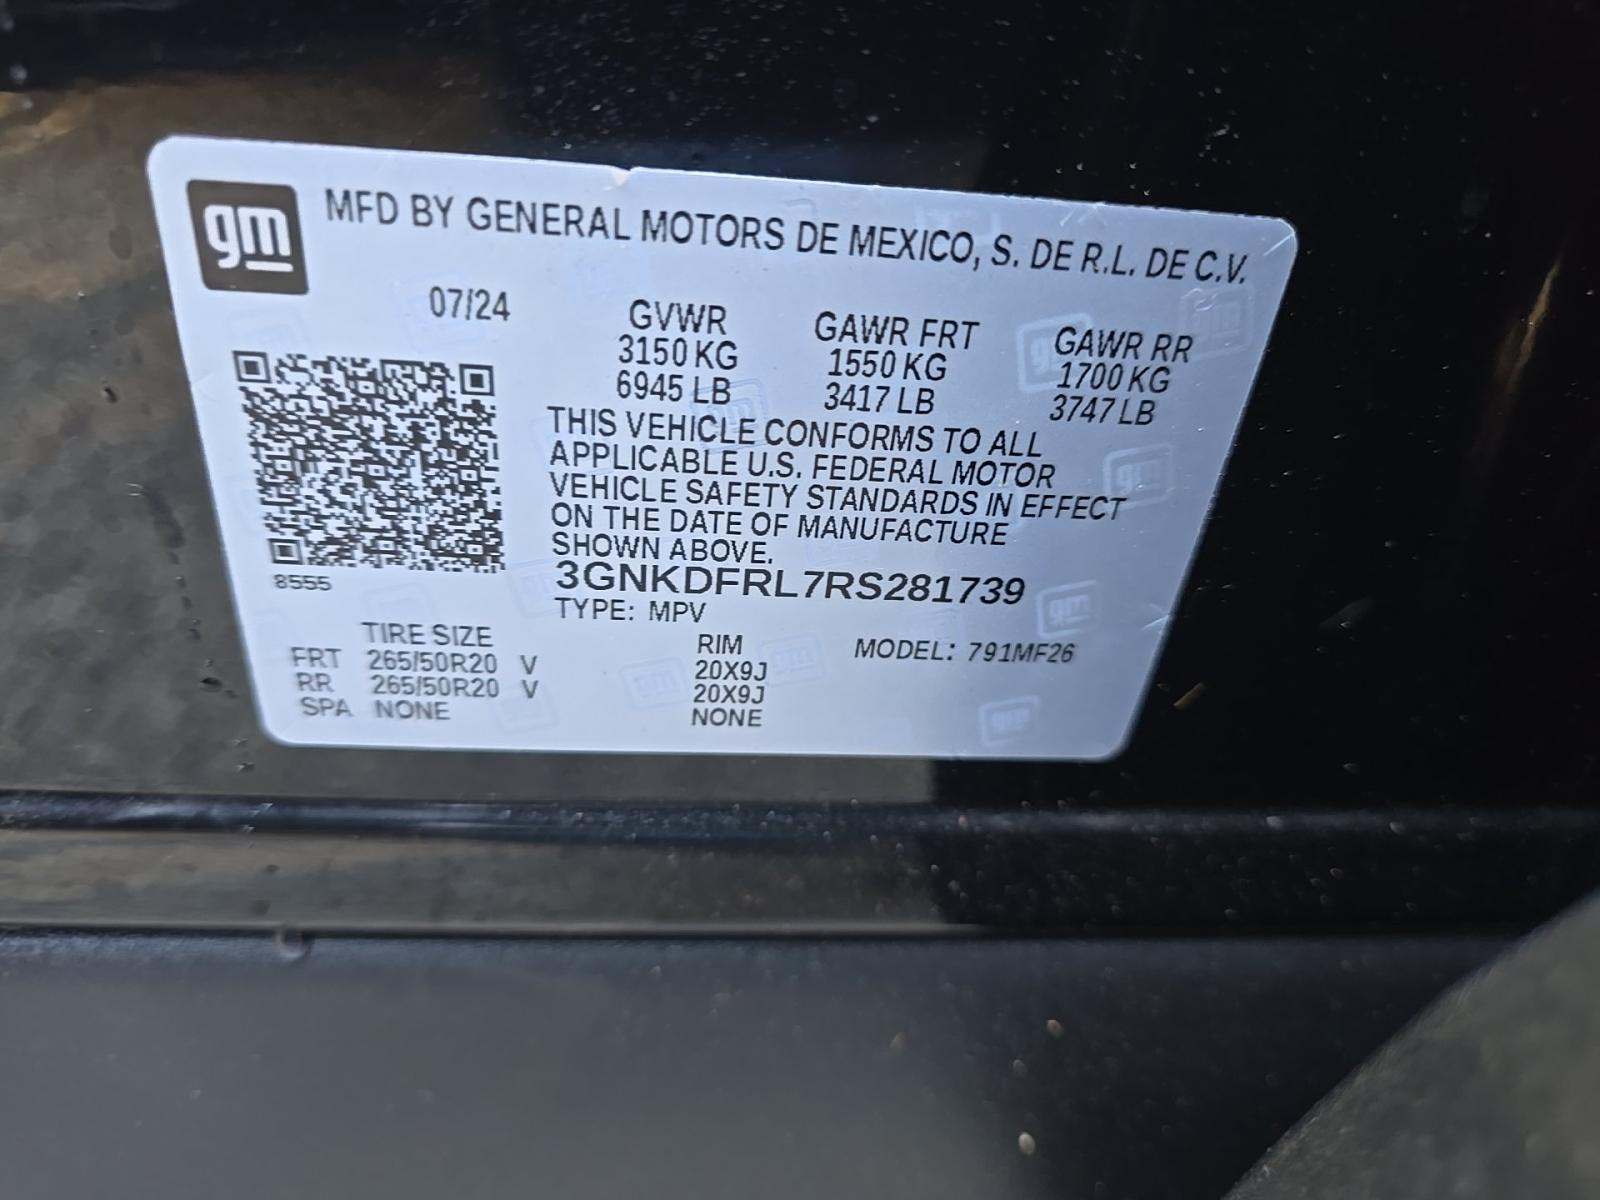 gm
MFD BY GENERAL MOTORS DE MEXICO, S. DE R.L. DE C.V.
07/24 GVWR GAWR FRT GAWR RR
3150 KG 1550 KG 1700 KG
6945 LB 3417 LB 3747 LB
THIS VEHICLE CONFORMS TO ALL
APPLICABLE U.S. FEDERAL MOTOR
VEHICLE SAFETY STANDARDS IN EFFECT
ON THE DATE OF MANUFACTURE
SHOWN ABOVE.
8555
3GNKDFRL7RS281739
TYPE: MPV
TIRE SIZE RIM MODEL: 791MF26
FRT 265/50R20 V 20X9J
RR 265/50R20 V 20X9J
SPA NONE NONE